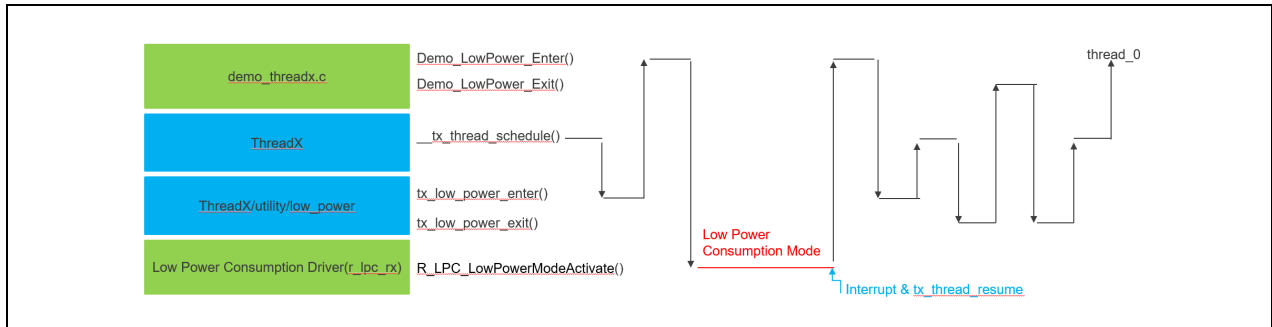 demo_threadx.c
Demo_LowPower_Enter()
Demo_LowPower_Exit()
thread_0
ThreadX
__tx_thread_schedule()
ThreadX/utility/low_power
tx_low_power_enter()
tx_low_power_exit()
Low Power
Consumption Mode
Low Power Consumption Driver(r_lpc_rx)
R_LPC_LowPowerModeActivate()
Interrupt & tx_thread_resume